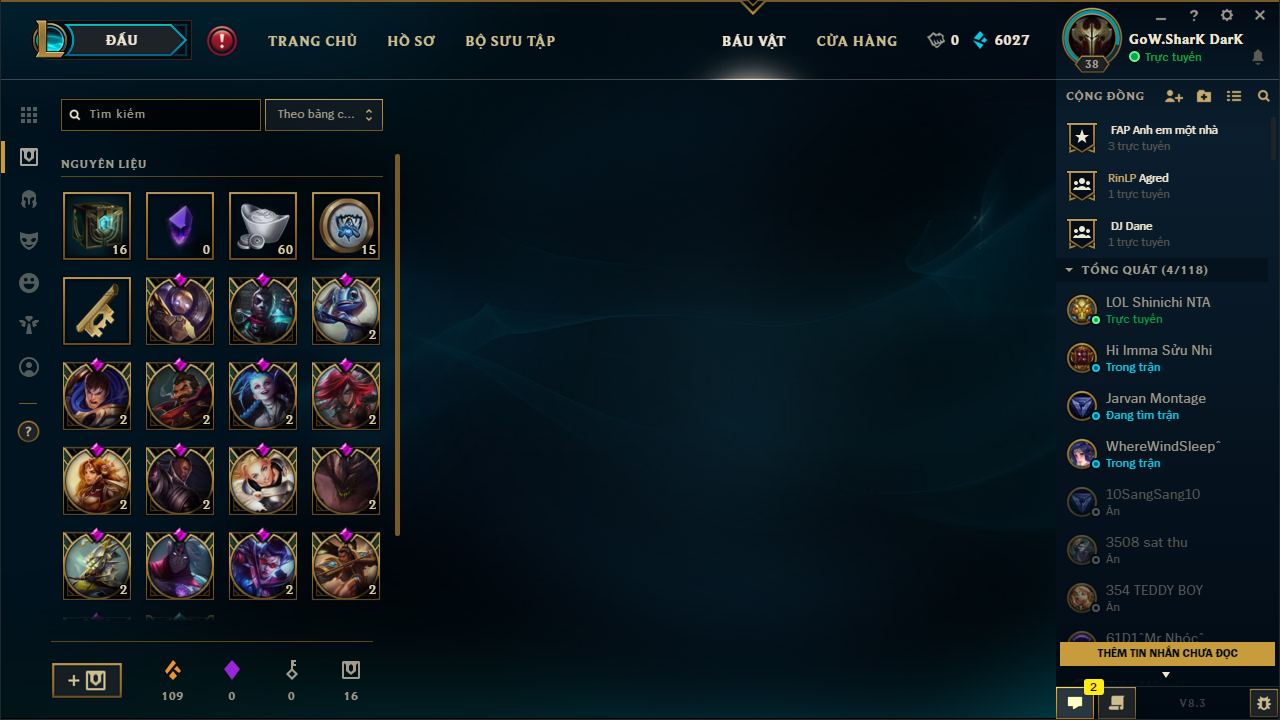 ĐẤU
TRANG CHỦ
HỒ SƠ
BỘ SƯU TẬP
BÁU VẬT
CỬA HÀNG
0
6027
GoW.SharK DarK
38
Trực tuyến
Tìm kiếm
Theo bảng c...
NGUYÊN LIỆU
16
0
60
15
2
2
2
2
2
2
2
2
2
2
2
2
2
109
0
0
16
CỘNG ĐỒNG
FAP Anh em một nhà
3 trực tuyến
RinLP Agred
1 trực tuyến
DJ Dane
1 trực tuyến
TỔNG QUÁT (4/118)
LOL Shinichi NTA
Trực tuyến
Hi Imma Sửu Nhi
Trong trận
Jarvan Montage
Đang tìm trận
WhereWindSleepˆ
Trong trận
10SangSang10
Ẩn
3508 sat thu
Ẩn
354 TEDDY BOY
Ẩn
61D1ˆMr Nhócˆ
THÊM TIN NHẮN CHƯA ĐỌC
2
V8.3